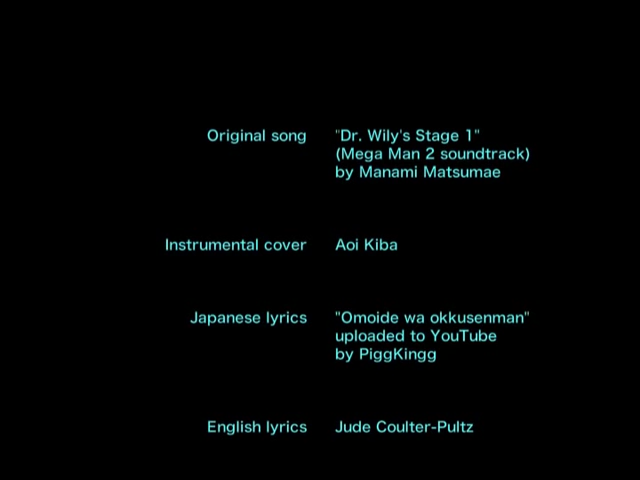 Original song "Dr. Wily's Stage 1"
(Mega Man 2 soundtrack)
by Manami Matsumae
Instrumental cover Aoi Kiba
Japanese lyrics "Omoide wa okkusenman"
uploaded to YouTube
by PiggKingg
English lyrics Jude Coulter-Pultz